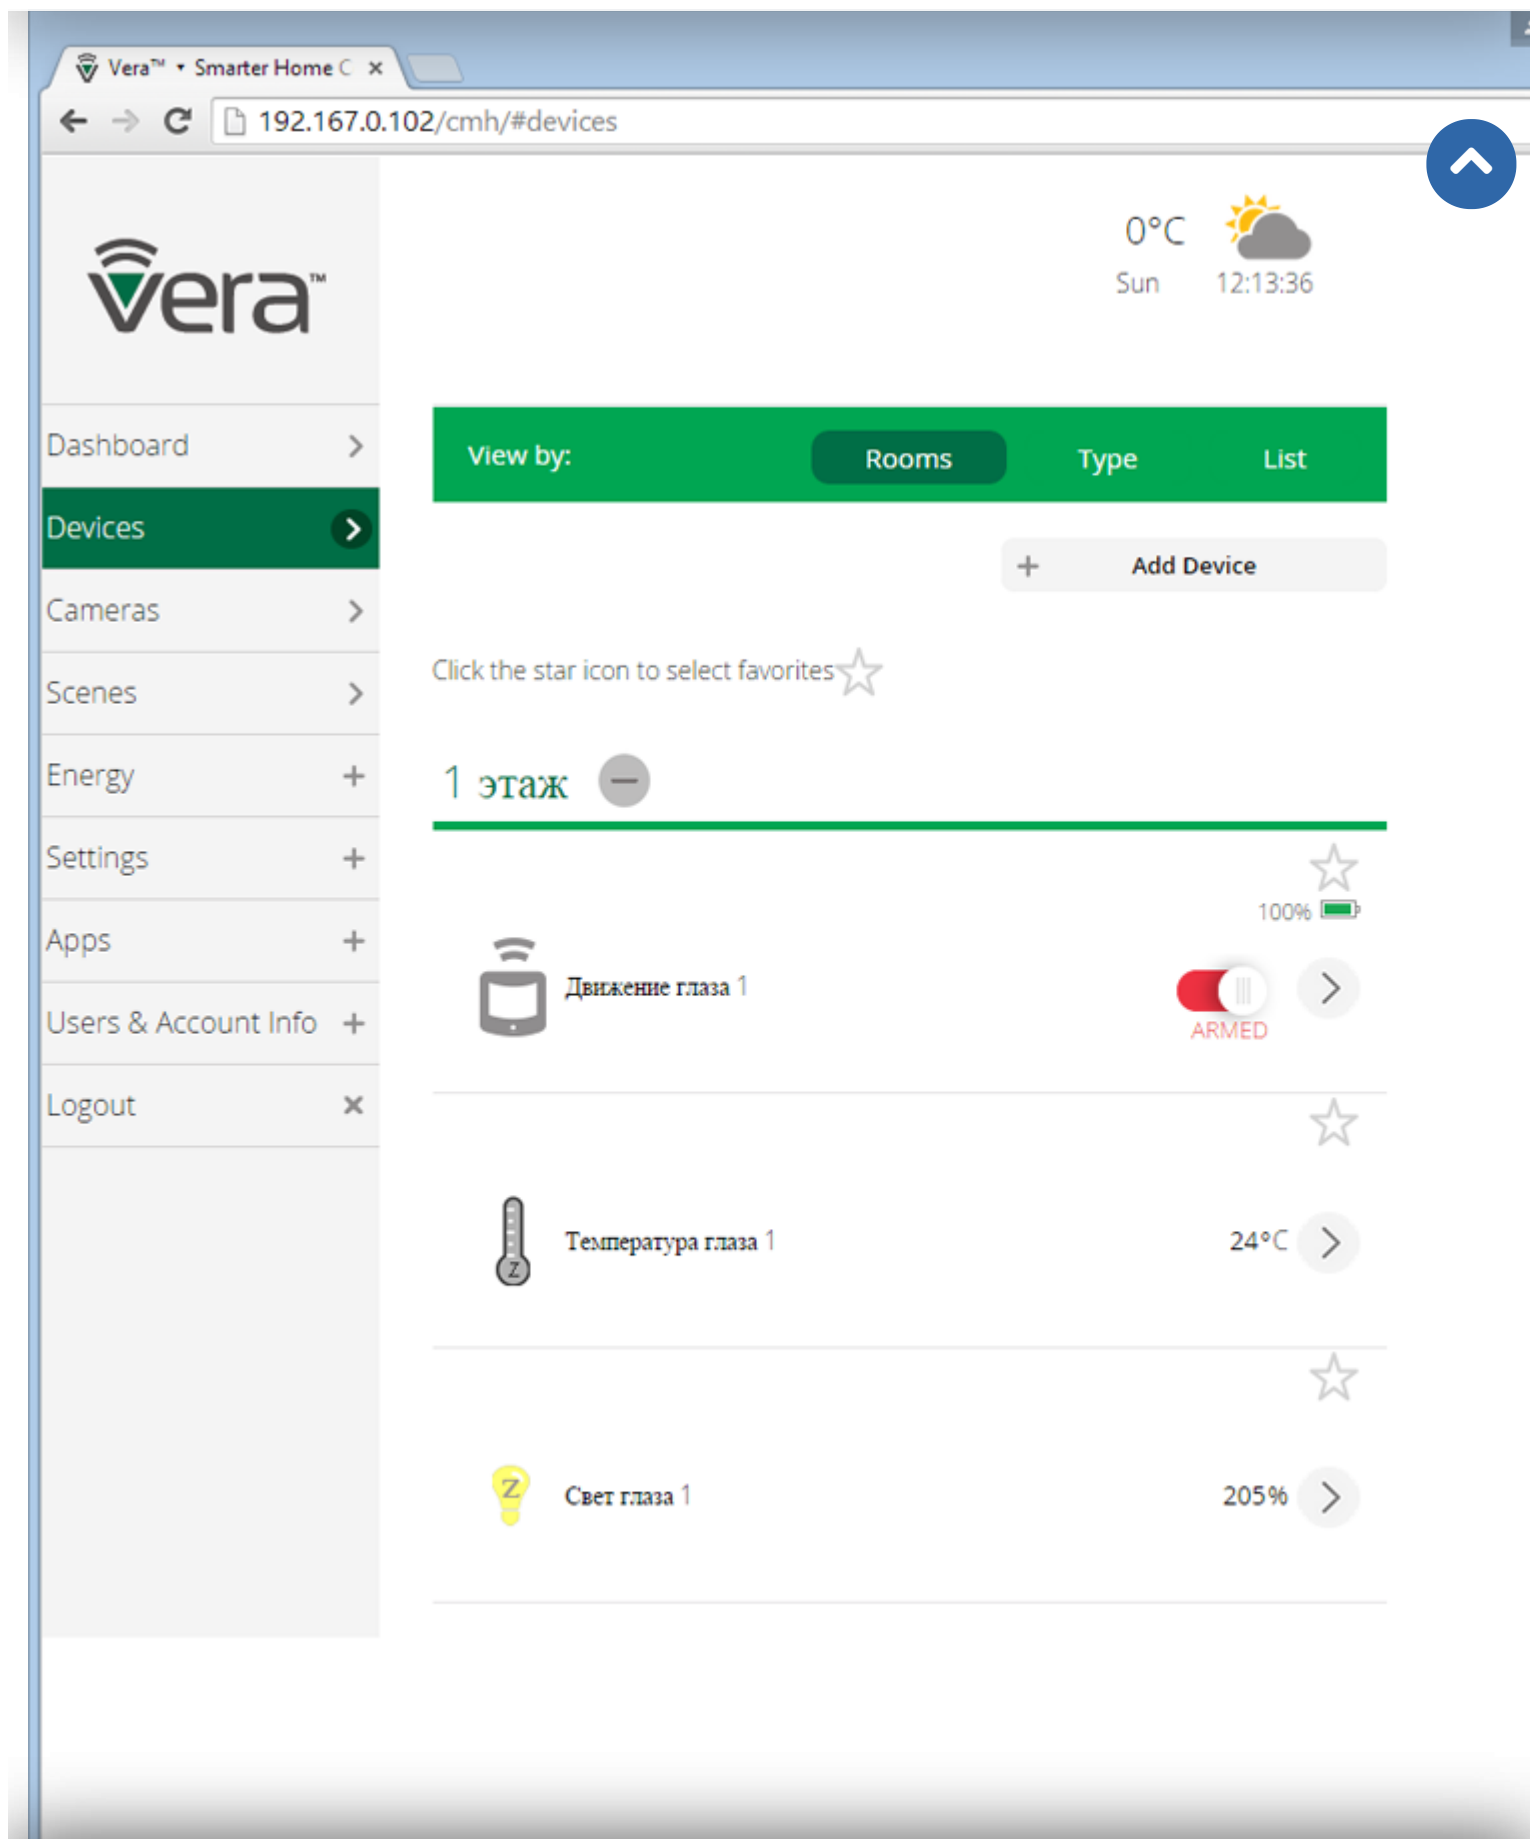 Vera™ • Smarter Home C
192.167.0.102/cmh/#devices
vera™
0°C
Sun 12:13:36
Dashboard
Devices
Cameras
Scenes
Energy
Settings
Apps
Users & Account Info
Logout
View by: Rooms Type List
+ Add Device
Click the star icon to select favorites
1 этаж
100%
Движение глаза 1
ARMED
Температура глаза 1 24°C
Z
Z
Свет глаза 1 205%